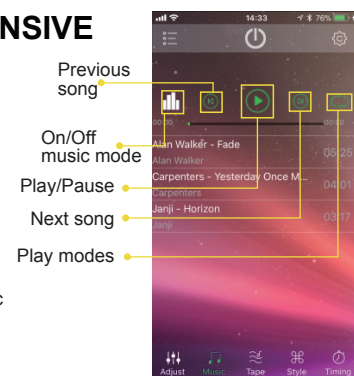 NSIVE
Previous
song
On/Off
music mode
Play/Pause
Next song
Play modes
c
14:33
76%
00:00
00:00
Alan Walker - Fade
Alan Walker
05:25
Carpenters - Yesterday Once M...
Carpenters
04:01
Janji - Horizon
Janji
03:17
Adjust
Music
Tape
Style
Timing